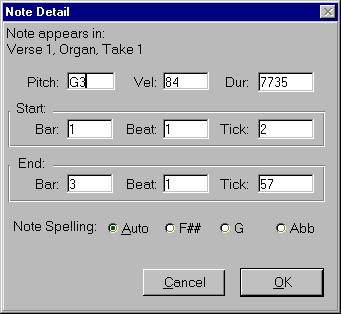 Note Detail
Note appears in:
Verse 1, Organ, Take 1
Pitch: G3 Vel: 84 Dur: 7735
Start:
Bar: 1 Beat: 1 Tick: 2
End:
Bar: 3 Beat: 1 Tick: 57
Note Spelling: Auto F## G Abb
Cancel OK